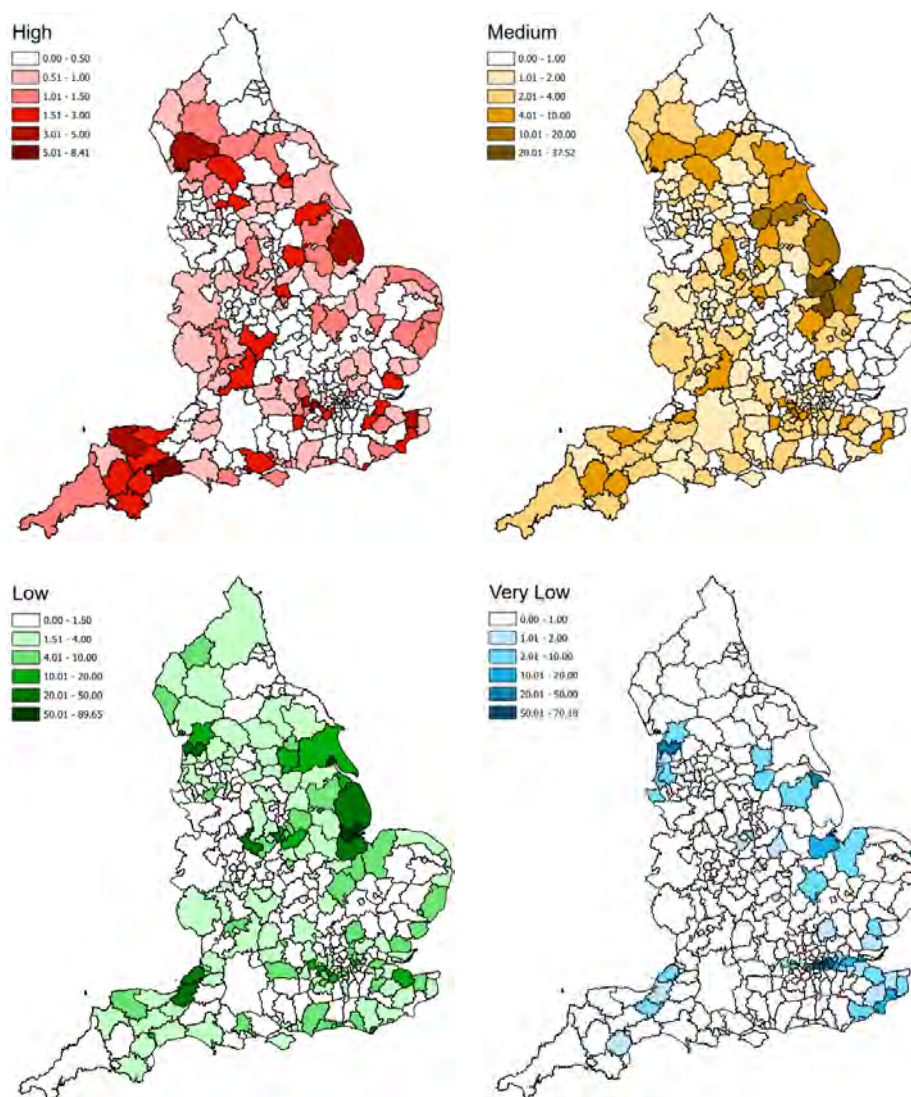 High
0.00 - 0.50
0.51 - 1.00
1.01 - 1.50
1.51 - 3.00
3.01 - 5.00
5.01 - 8.41
Medium
0.00 - 1.00
1.01 - 2.00
2.01 - 4.00
4.01 - 10.00
10.01 - 20.00
20.01 - 37.52
Low
0.00 - 1.50
1.51 - 4.00
4.01 - 10.00
10.01 - 20.00
20.01 - 50.00
50.01 - 89.65
Very Low
0.00 - 1.00
1.01 - 2.00
2.01 - 10.00
10.01 - 20.00
20.01 - 50.00
50.01 - 70.18